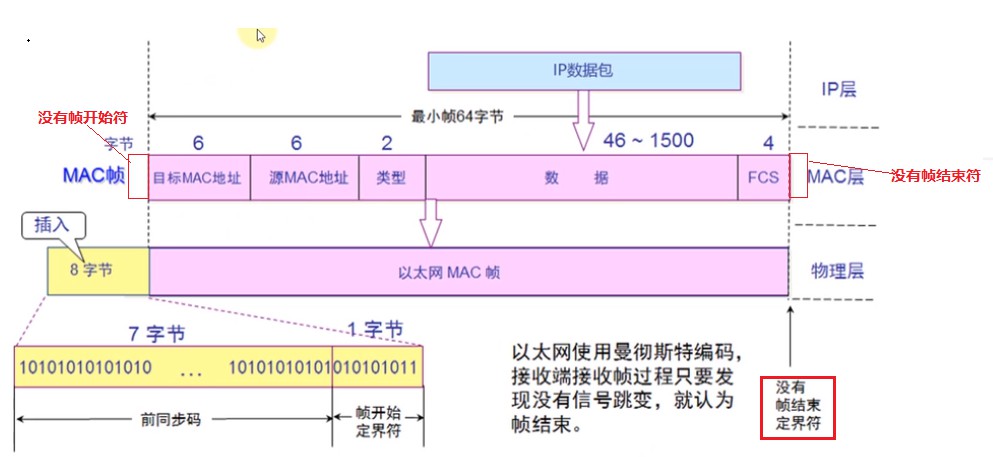 IP数据包
IP层
没有帧开始符
最小帧64字节
字节
6
6
2
46 ~ 1500
4
MAC帧
目标MAC地址
源MAC地址
类型
数 据
FCS
MAC层
没有帧结束符
插入
8 字节
以太网 MAC 帧
物理层
7 字节
1 字节
10101010101010 ... 10101010101010101011
前同步码
帧开始
定界符
以太网使用曼彻斯特编码，
接收端接收帧过程只要发
现没有信号跳变，就认为
帧结束。
没有
帧结束
定界符